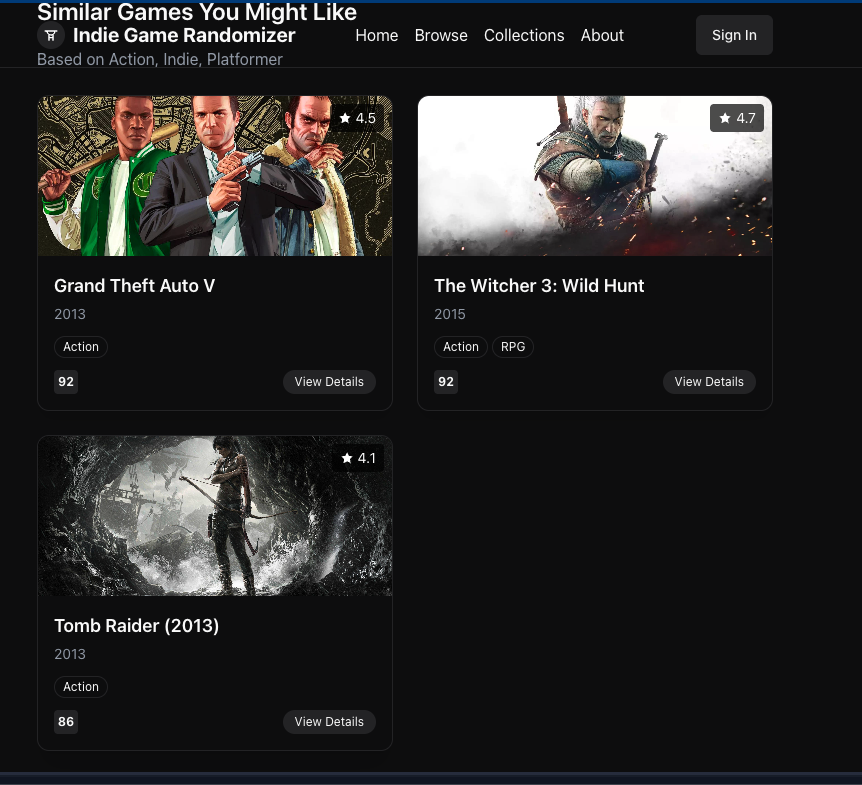 Similar Games You Might Like
Indie Game Randomizer
Home Browse Collections About
Sign In
Based on Action, Indie, Platformer
4.5
Grand Theft Auto V
2013
Action
92
View Details
4.7
The Witcher 3: Wild Hunt
2015
Action RPG
92
View Details
4.1
Tomb Raider (2013)
2013
Action
86
View Details